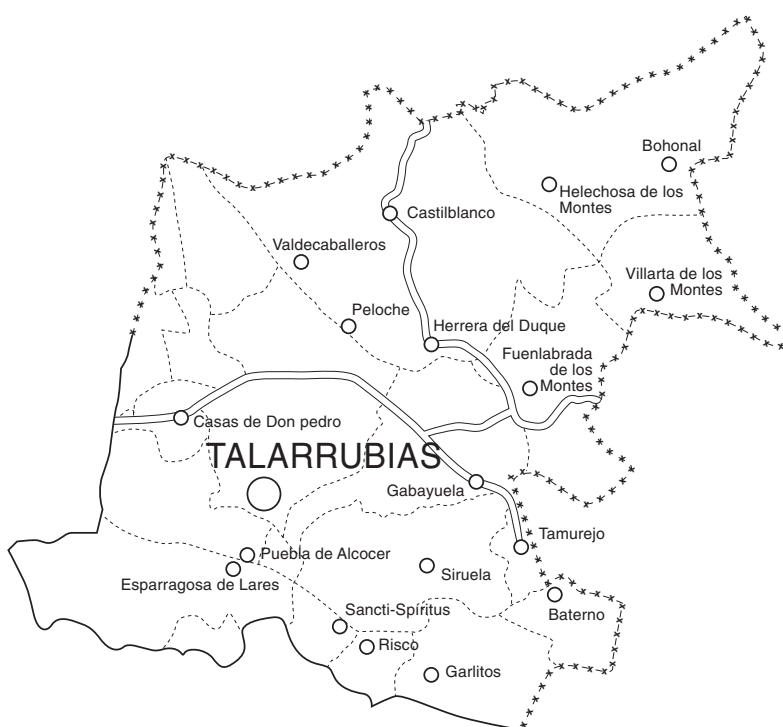 Bohonal
Helechosa de los
Montes
Castilblanco
Valdecaballeros
Villarta de los
Montes
Peloche
Herrera del Duque
Fuenlabrada
de los
Montes
Casas de Don pedro
TALARRUBIAS
Gabayuela
Tamurejo
Puebla de Alcocer
Esparragosa de Lares
Siruela
Baterno
Sancti-Spíritus
Risco
Garlitos